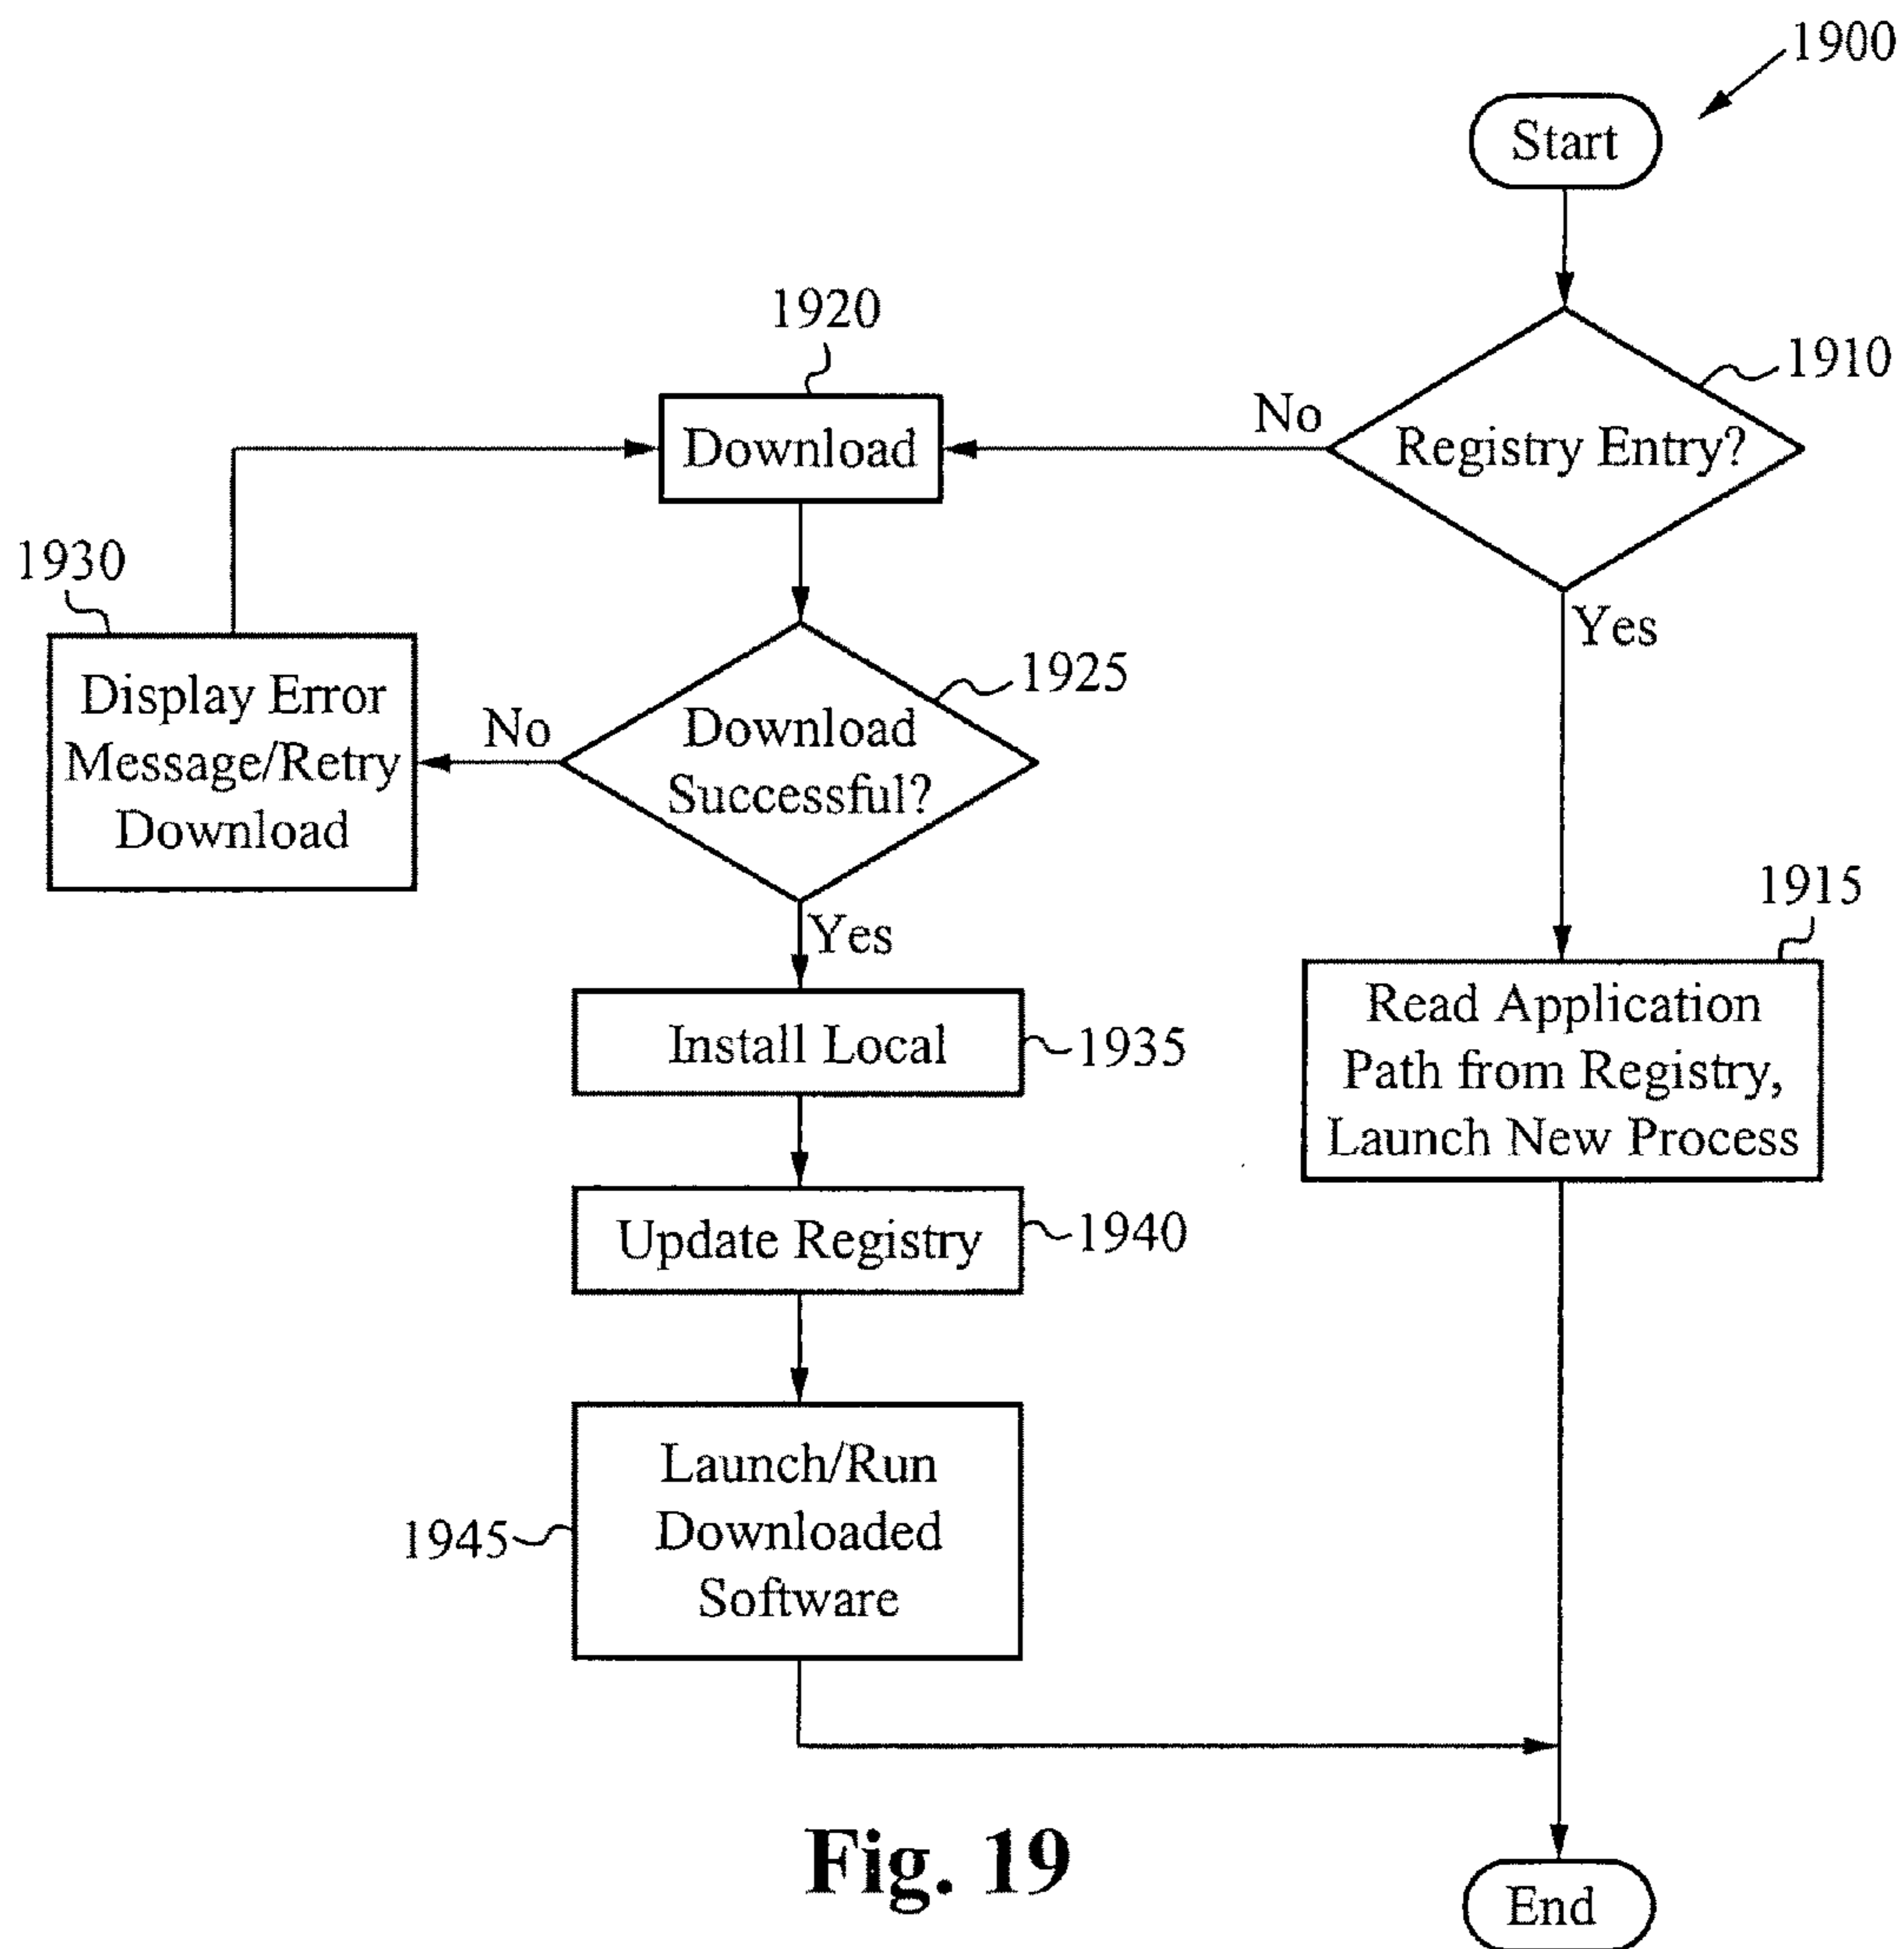 1900
Start
1920
1910
No
Download
Registry Entry?
1930
Yes
1925
Display Error
Message/Retry
Download
No
Download
Successful?
Yes
1915
Install Local
1935
Read Application
Path from Registry,
Launch New Process
Update Registry
1940
Launch/Run
Downloaded
Software
1945
Fig. 19
End